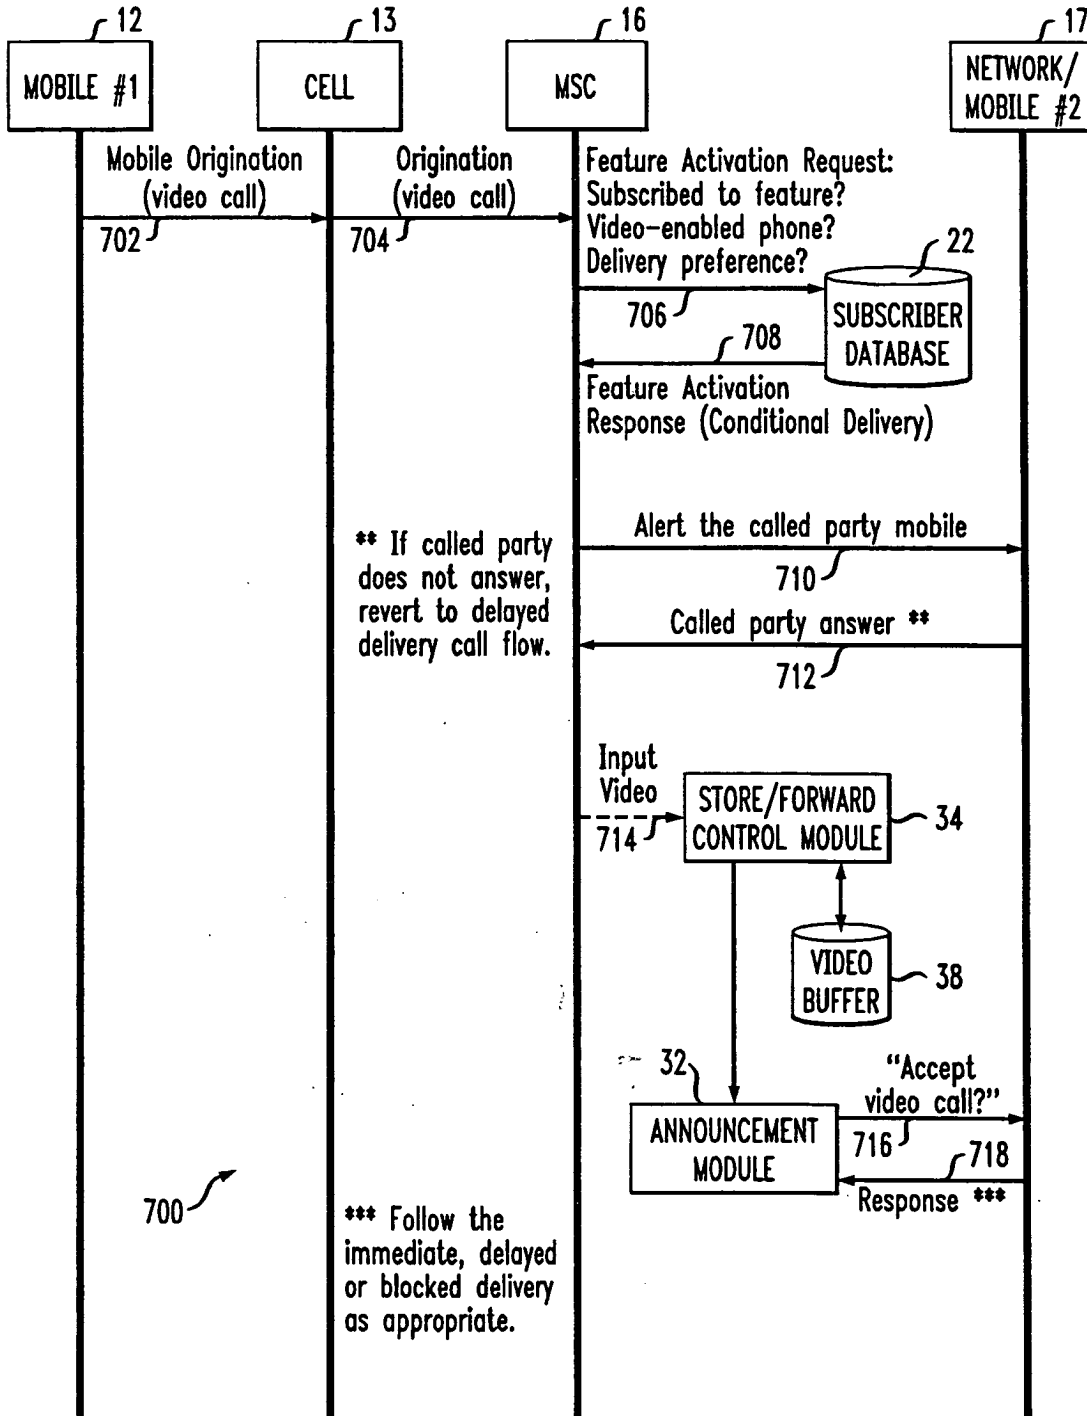 12
13
16
17
MOBILE #1
CELL
MSC
NETWORK/
MOBILE #2
Mobile Origination
(video call)
702
Origination
(video call)
704
Feature Activation Request:
Subscribed to feature?
Video-enabled phone?
Delivery preference?
706
22
SUBSCRIBER
DATABASE
708
Feature Activation
Response (Conditional Delivery)
Alert the called party mobile
710
** If called party
does not answer,
revert to delayed
delivery call flow.
Called party answer **
712
Input
Video
714
STORE/FORWARD
CONTROL MODULE
34
VIDEO
BUFFER
38
32
ANNOUNCEMENT
MODULE
"Accept
video call?"
716
718
Response ***
700
*** Follow the
immediate, delayed
or blocked delivery
as appropriate.